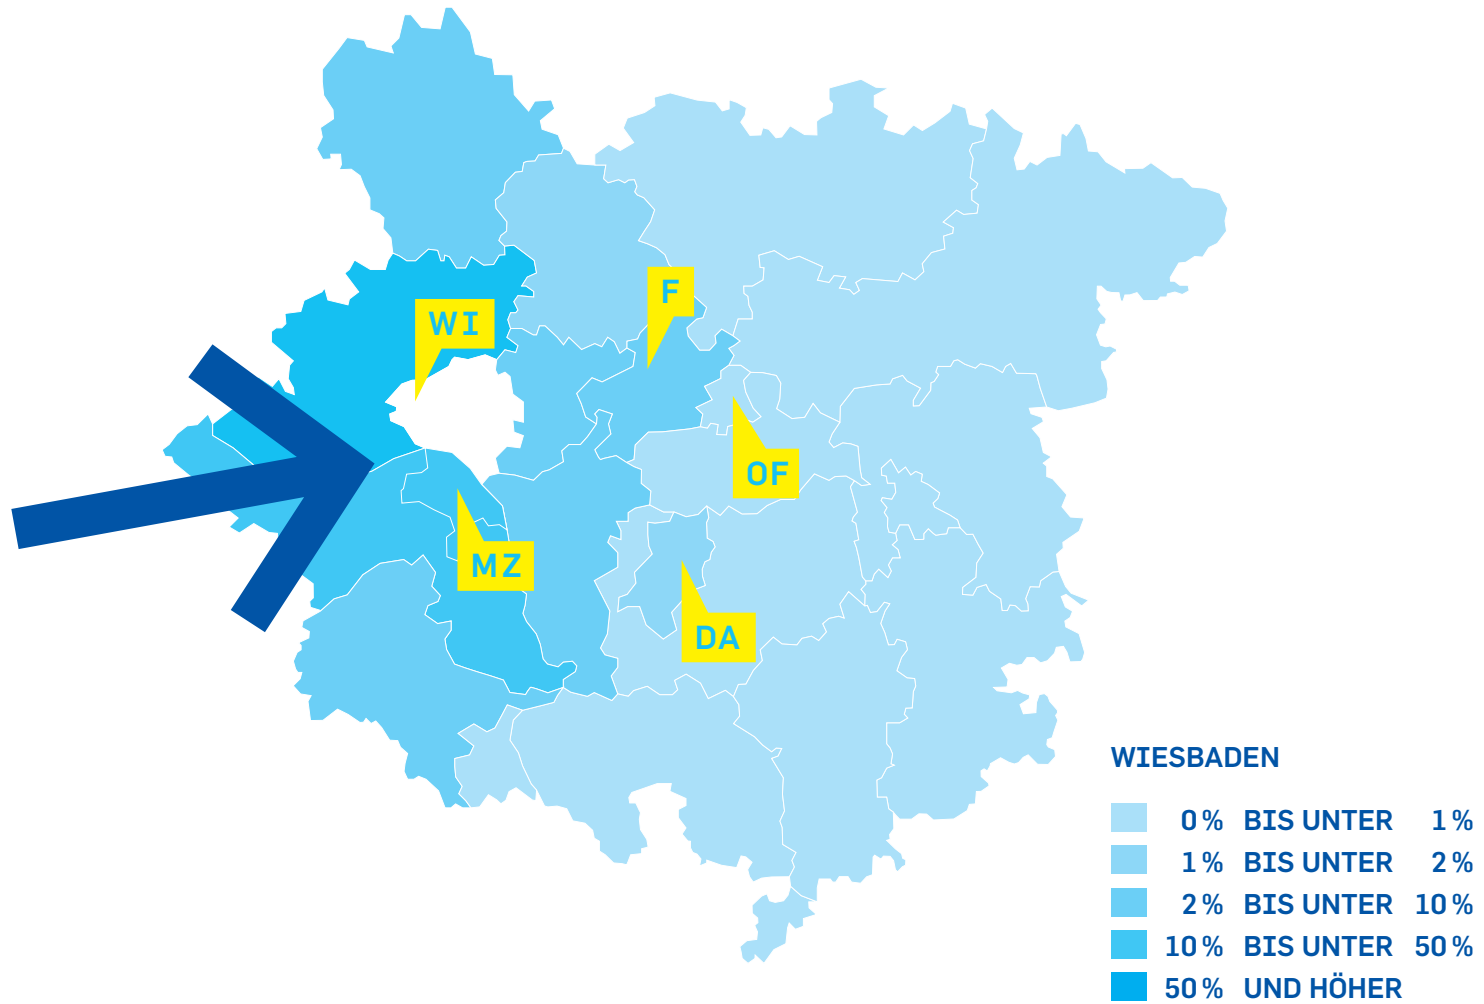 F
WI
OF
MZ
DA
WIESBADEN
0 % BIS UNTER 1 %
1 % BIS UNTER 2 %
2 % BIS UNTER 10 %
10 % BIS UNTER 50 %
50 % UND HÖHER